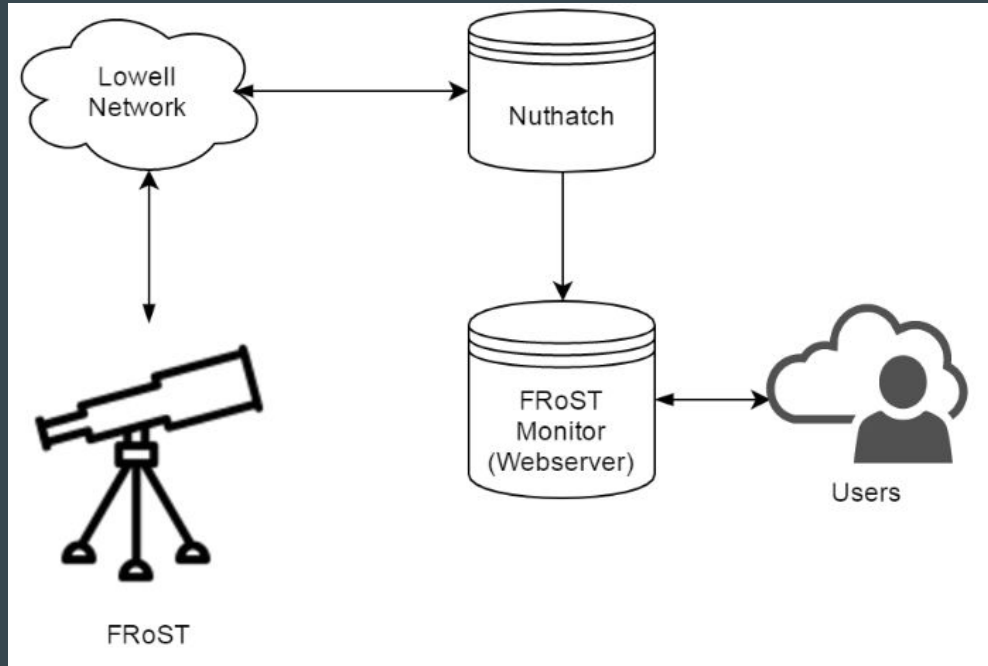 Lowell
Network
Nuthatch
FRoST
Monitor
(Webserver)
Users
FRoST